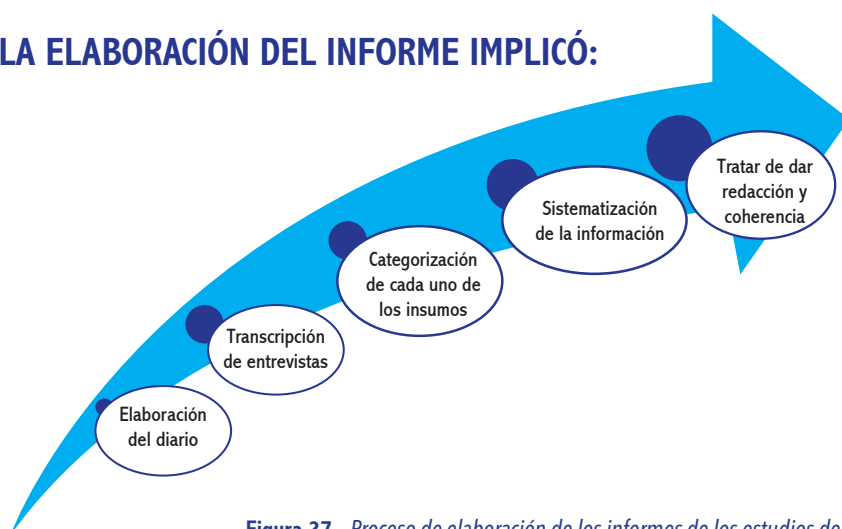 LA ELABORACIÓN DEL INFORME IMPLICÓ:
Tratar de dar
redacción y
coherencia
Sistematización
de la información
Categorización
de cada uno de
los insumos
Transcripción
de entrevistas
Elaboración
del diario
Figura 37. Proceso de elaboración de los informes de los estudios de